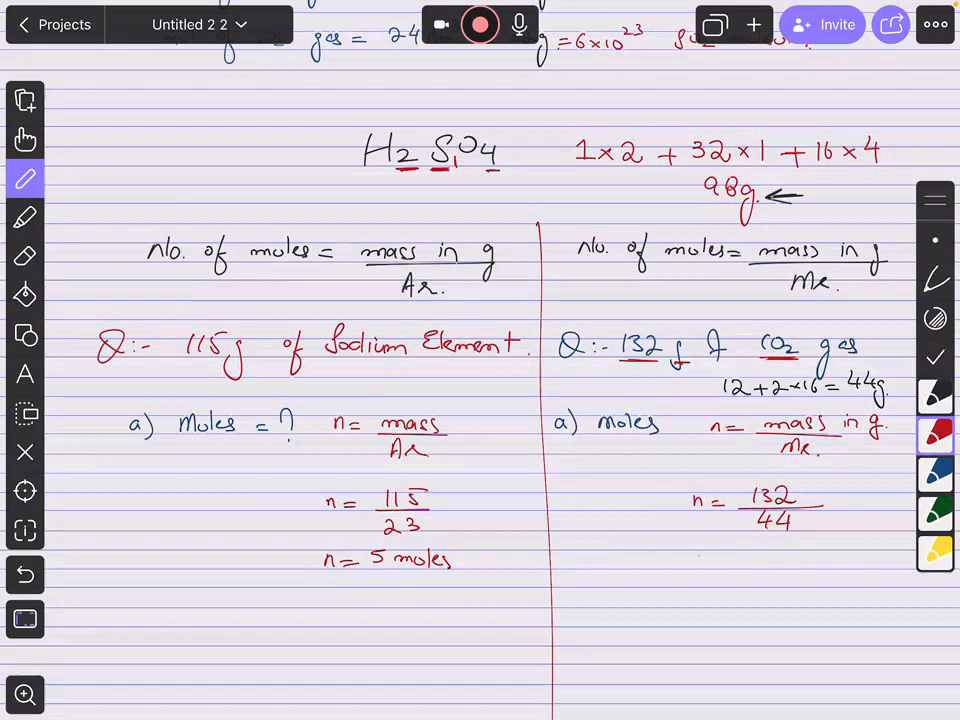 Projects
Untitled 2 2
Invite
gas = 24
= 6×10²³
H2 S1O4 1×2 + 32×1 + 16×4
98g. ←
No. of moles = mass in g / Ar.
No. of moles = mass in g / Mr.
Q:- 115g of Sodium Element.
Q:- 132 g of CO2 gas
12+2×16 = 44g.
a) Moles = ? n = mass / Ar
a) moles n = mass in g. / Mr.
n = 115 / 23
n = 132 / 44
n = 5 moles